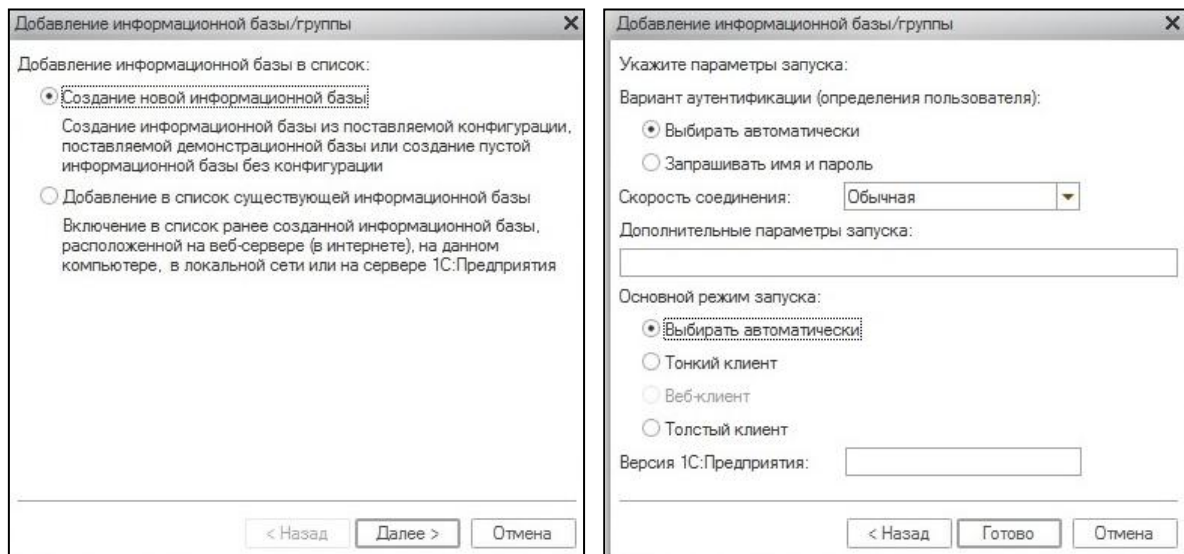 Добавление информационной базы/группы
Добавление информационной базы в список:
Создание новой информационной базы
Создание информационной базы из поставляемой конфигурации,
поставляемой демонстрационной базы или создание пустой
информационной базы без конфигурации
Добавление в список существующей информационной базы
Включение в список ранее созданной информационной базы,
расположенной на веб-сервере (в интернете), на данном
компьютере, в локальной сети или на сервере 1С:Предприятия
< Назад
Далее >
Отмена
Добавление информационной базы/группы
Укажите параметры запуска:
Вариант аутентификации (определения пользователя):
Выбирать автоматически
Запрашивать имя и пароль
Скорость соединения: Обычная
Дополнительные параметры запуска:
Основной режим запуска:
Выбирать автоматически
Тонкий клиент
Веб-клиент
Толстый клиент
Версия 1С:Предприятия:
< Назад
Готово
Отмена